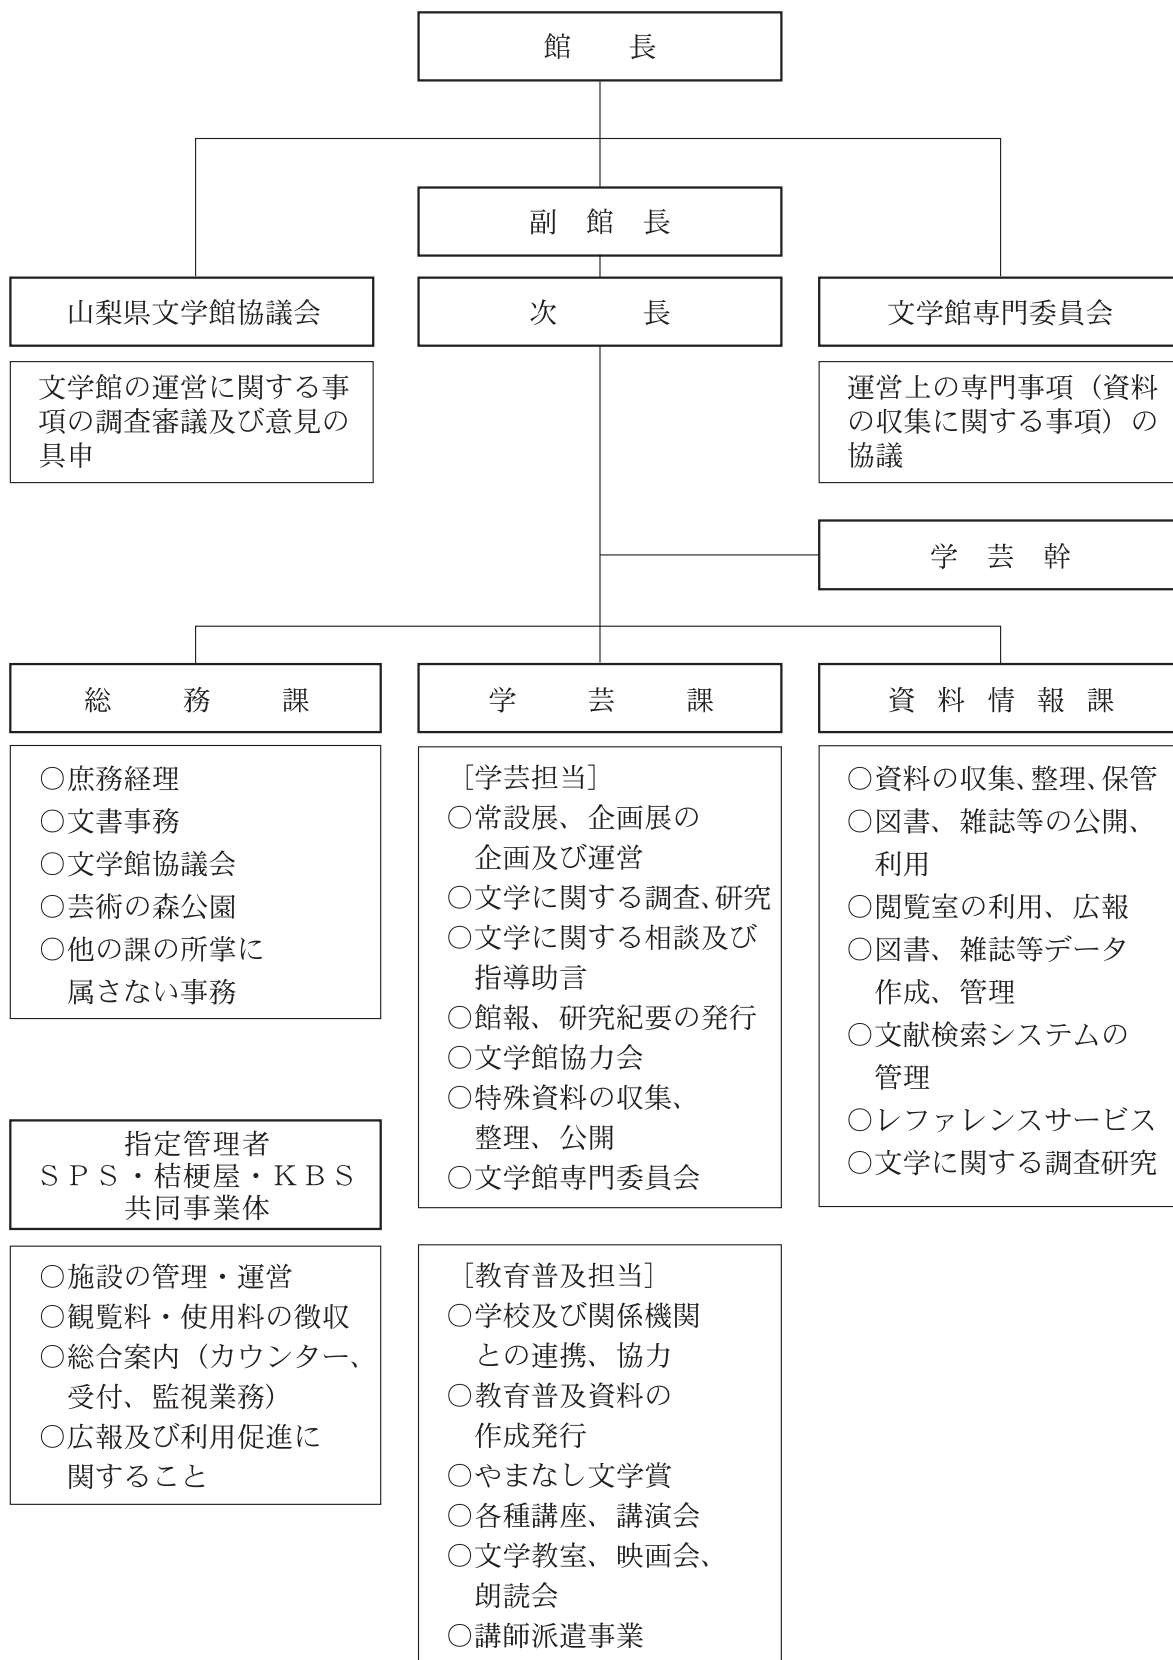 館長
副館長
山梨県文学館協議会
次長
文学館専門委員会
文学館の運営に関する事
項の調査審議及び意見の
具申
運営上の専門事項（資料
の収集に関する事項）の
協議
学芸幹
総務課
○庶務経理
○文書事務
○文学館協議会
○芸術の森公園
○他の課の所掌に
属さない事務
指定管理者
ＳＰＳ・桔梗屋・ＫＢＳ
共同事業体
○施設の管理・運営
○観覧料・使用料の徴収
○総合案内（カウンター、
受付、監視業務）
○広報及び利用促進に
関すること
学芸課
［学芸担当］
○常設展、企画展の
企画及び運営
○文学に関する調査、研究
○文学に関する相談及び
指導助言
○館報、研究紀要の発行
○文学館協力会
○特殊資料の収集、
整理、公開
○文学館専門委員会
［教育普及担当］
○学校及び関係機関
との連携、協力
○教育普及資料の
作成発行
○やまなし文学賞
○各種講座、講演会
○文学教室、映画会、
朗読会
○講師派遣事業
資料情報課
○資料の収集、整理、保管
○図書、雑誌等の公開、
利用
○閲覧室の利用、広報
○図書、雑誌等データ
作成、管理
○文献検索システムの
管理
○レファレンスサービス
○文学に関する調査研究